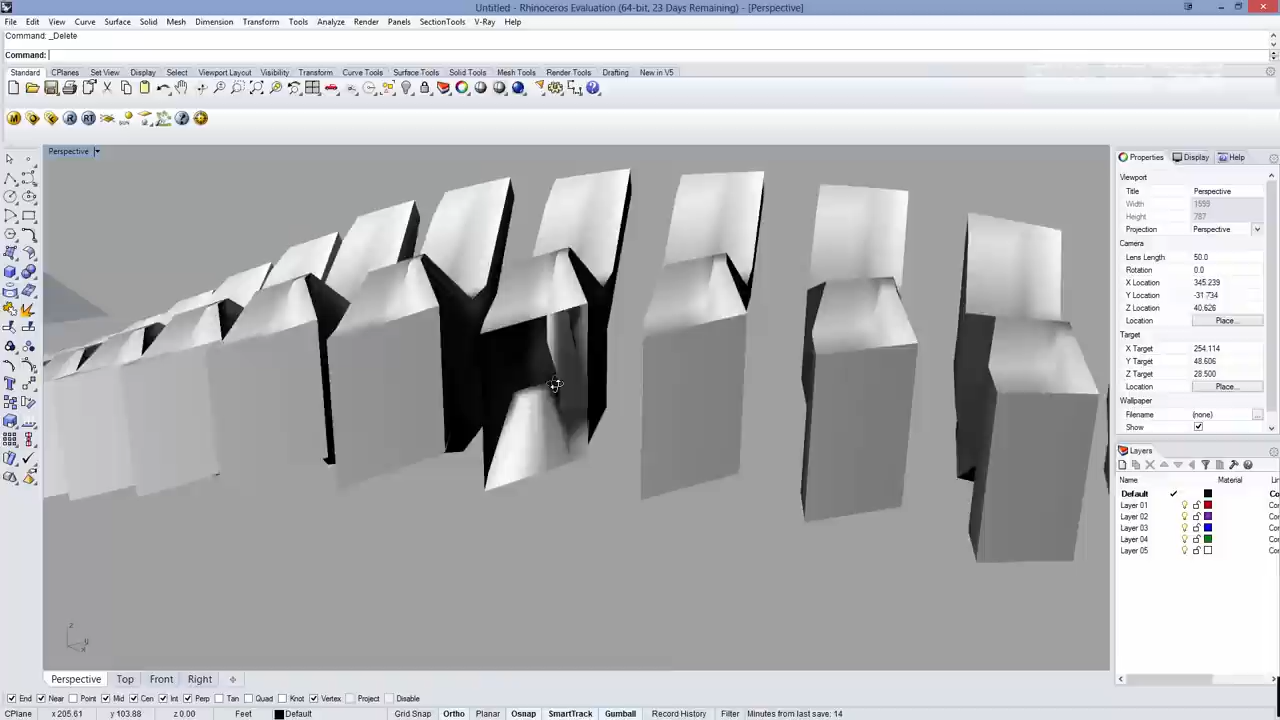 Untitled - Rhinoceros Evaluation (64-bit, 23 Days Remaining) - [Perspective]
File Edit View Curve Surface Solid Mesh Dimension Transform Tools Analyze Render Panels SectionTools V-Ray Help
Command: _Delete
Command:
Standard CPlanes Set View Display Select Viewport Layout Visibility Transform Curve Tools Surface Tools Solid Tools Mesh Tools Render Tools Drafting New in V5
M R RT
Perspective
Properties Display Help
Viewport
Title Perspective
Width 1559
Height 787
Projection Perspective
Camera
Lens Length 50.0
Rotation 0.0
X Location 345.239
Y Location -31.734
Z Location 40.626
Location Place...
Target
X Target 254.114
Y Target 48.606
Z Target 28.500
Location Place...
Wallpaper
Filename (none)
Show
Layers
Name Material Lin
Default Co
Layer 01 Cor
Layer 02 Cor
Layer 03 Cor
Layer 04 Cor
Layer 05 Cor
z
y
x
Perspective Top Front Right
End Near Point Mid Cen Int Perp Tan Quad Knot Vertex Project Disable
CPlane x 205.61 y 103.88 z 0.00 Feet Default Grid Snap Ortho Planar Osnap SmartTrack Gumball Record History Filter Minutes from last save: 14